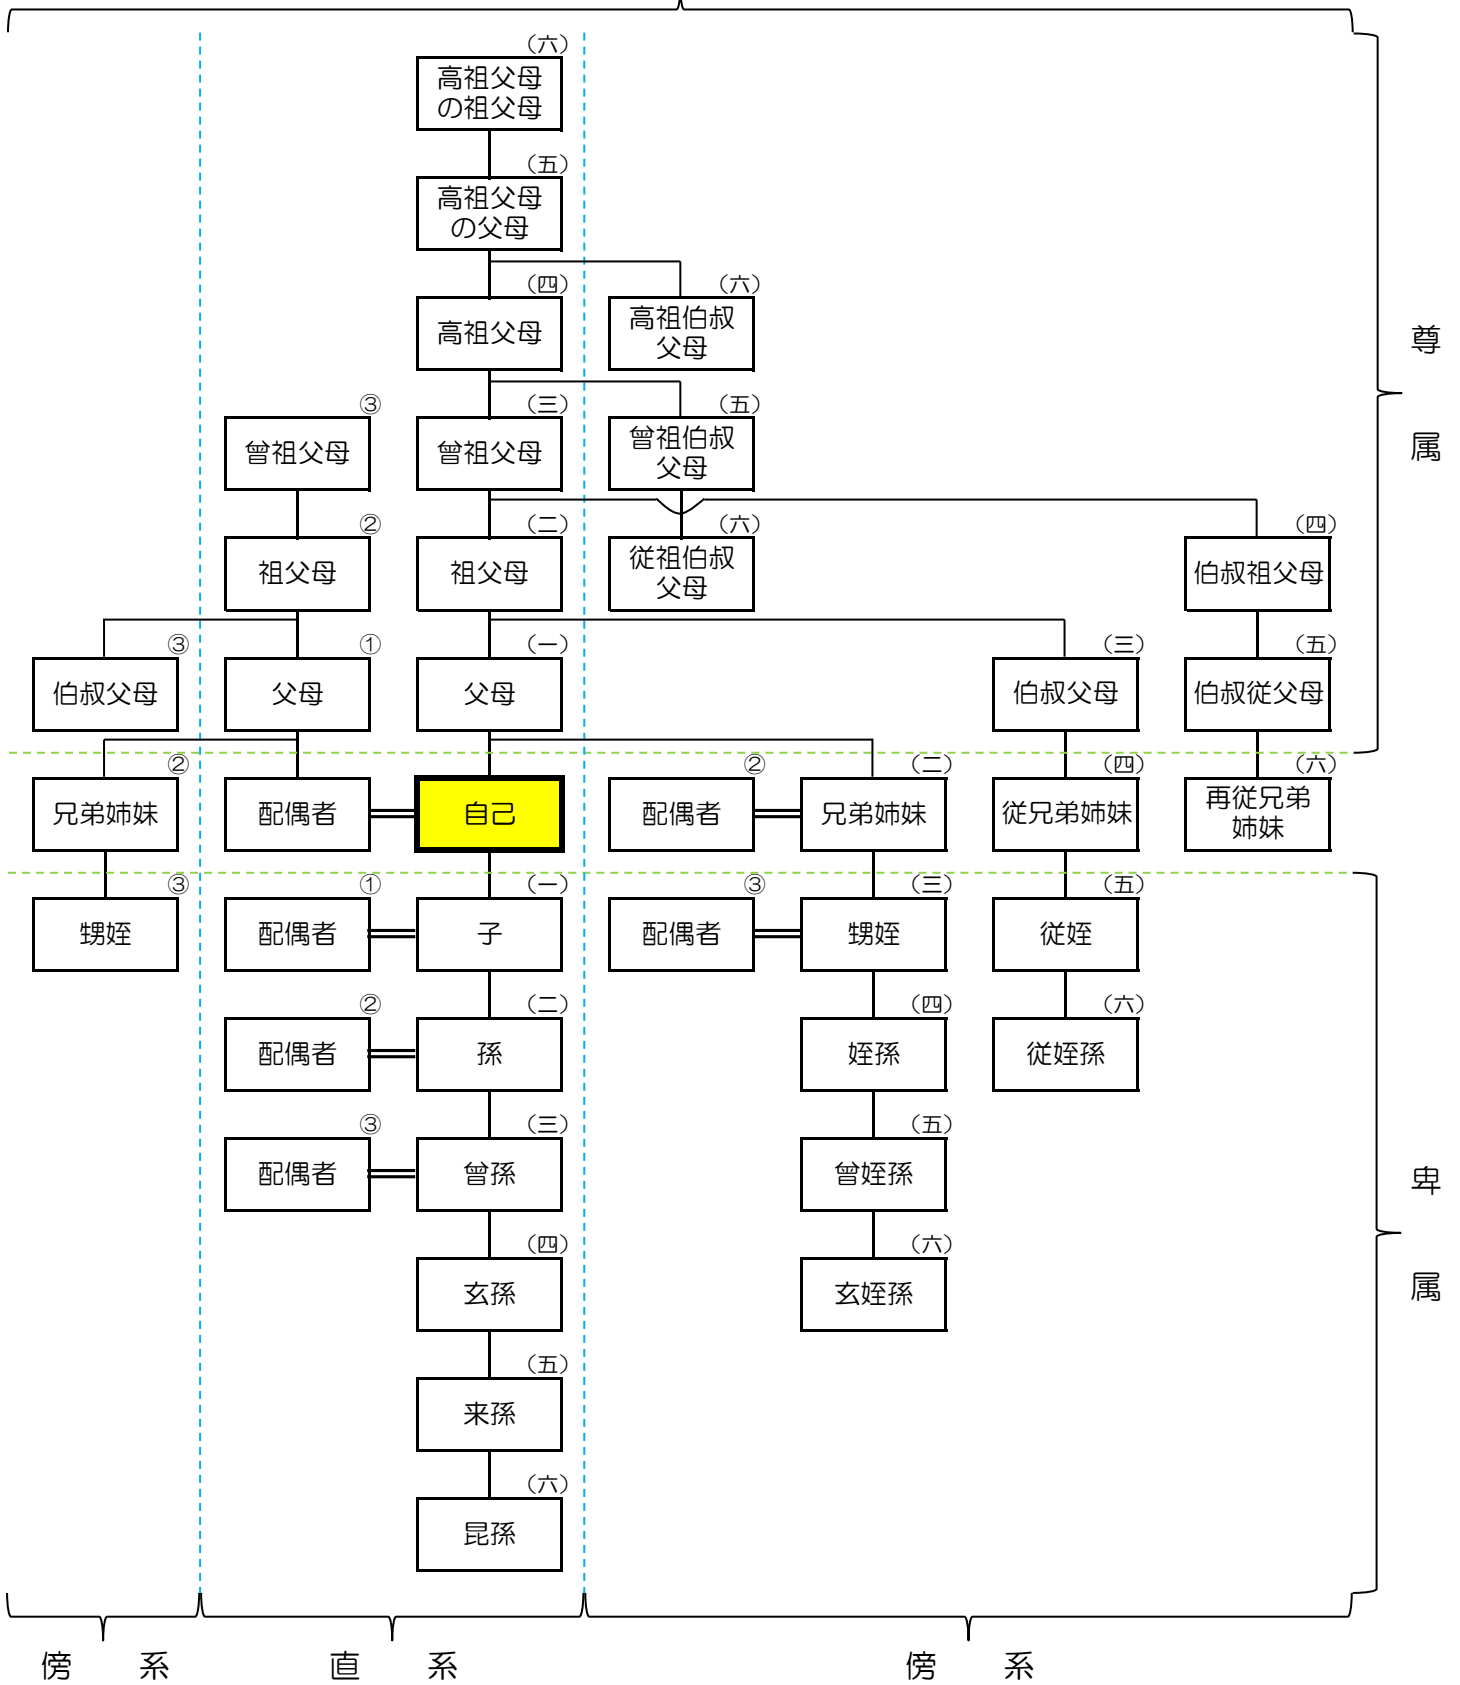 （六）
高祖父母
の祖父母
（五）
高祖父母
の父母
（四）
高祖父母
（六）
高祖伯叔
父母
③
曾祖父母
（三）
曾祖父母
（五）
曾祖伯叔
父母
②
祖父母
（二）
祖父母
（六）
従祖伯叔
父母
（四）
伯叔祖父母
③
伯叔父母
①
父母
（一）
父母
（三）
伯叔父母
（五）
伯叔従父母
②
兄弟姉妹
配偶者
自己
②
配偶者
（二）
兄弟姉妹
（四）
従兄弟姉妹
（六）
再従兄弟
姉妹
③
甥姪
①
配偶者
（一）
子
③
配偶者
（三）
甥姪
（五）
従姪
②
配偶者
（二）
孫
（四）
姪孫
（六）
従姪孫
③
配偶者
（三）
曾孫
（五）
曾姪孫
（四）
玄孫
（六）
玄姪孫
（五）
来孫
（六）
昆孫
尊
属
卑
属
傍　系
直　系
傍　系